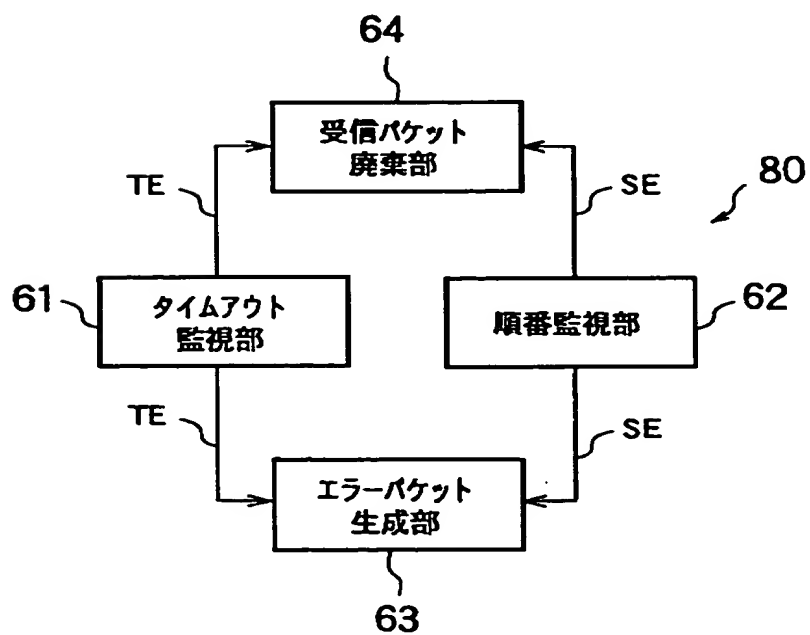 64
受信パケット
廃棄部
TE
SE
80
61
タイムアウト
監視部
順番監視部
62
TE
SE
エラーパケット
生成部
63